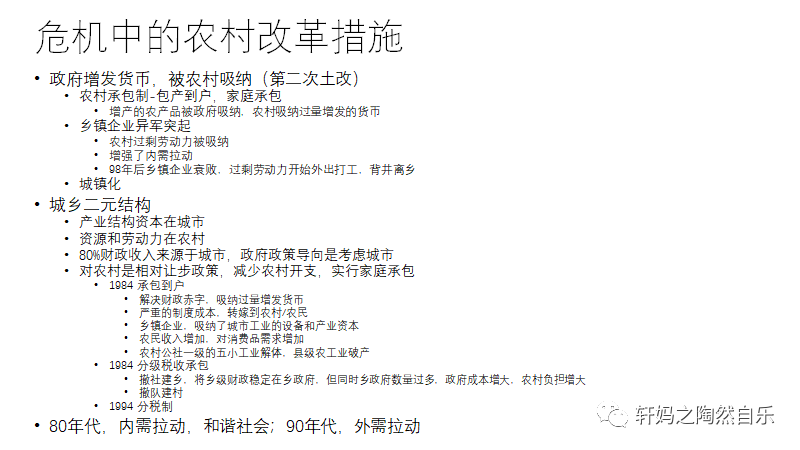 危机中的农村改革措施
• 政府增发货币，被农村吸纳（第二次土改）
• 农村承包制-包产到户，家庭承包
• 增产的农产品被政府吸纳，农村吸纳过量增发的货币
• 乡镇企业异军突起
• 农村过剩劳动力被吸纳
• 增强了内需拉动
• 98年后乡镇企业衰败，过剩劳动力开始外出打工，背井离乡
• 城镇化
• 城乡二元结构
• 产业结构资本在城市
• 资源和劳动力在农村
• 80%财政收入来源于城市，政府政策导向是考虑城市
• 对农村是相对让步政策，减少农村开支，实行家庭承包
• 1984 承包到户
• 解决财政赤字，吸纳过量增发货币
• 严重的制度成本，转嫁到农村/农民
• 乡镇企业，吸纳了城市工业的设备和产业资本
• 农民收入增加，对消费品需求增加
• 农村公社一级的五小工业解体，县级农工业破产
• 1984 分级税收承包
• 撤社建乡，将乡级财政稳定在乡政府，但同时乡政府数量过多，政府成本增大，农村负担增大
• 撤队建村
• 1994 分税制
• 80年代，内需拉动，和谐社会；90年代，外需拉动
轩妈之陶然自乐